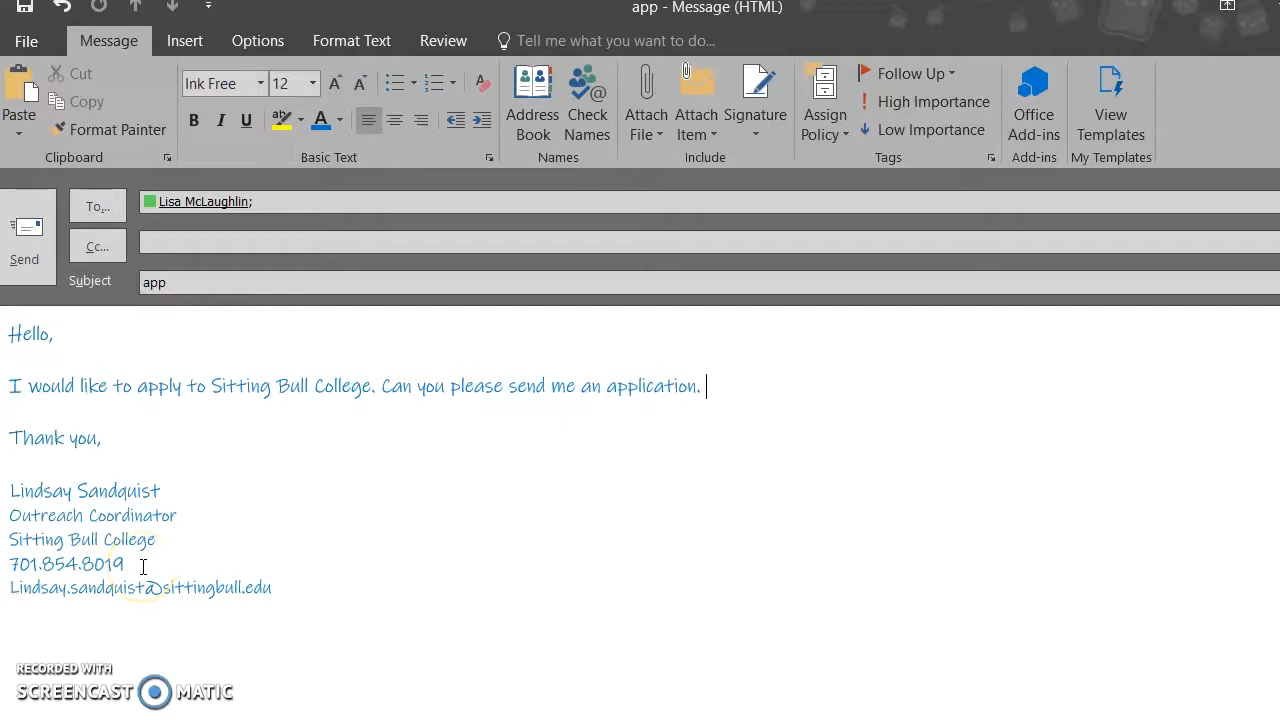 app - Message (HTML)
File Message Insert Options Format Text Review Tell me what you want to do...
Paste
Cut
Copy
Format Painter
Clipboard
Ink Free 12
B I U
Basic Text
Address Book
Check Names
Names
Attach File
Attach Item
Signature
Include
Assign Policy
Follow Up
High Importance
Low Importance
Tags
Office Add-ins
Add-ins
View Templates
My Templates
Send
To... Lisa McLaughlin;
Cc...
Subject app
Hello,
I would like to apply to Sitting Bull College. Can you please send me an application.
Thank you,
Lindsay Sandquist
Outreach Coordinator
Sitting Bull College
701.854.8019
Lindsay.sandquist@sittingbull.edu
RECORDED WITH
SCREENCAST MATIC